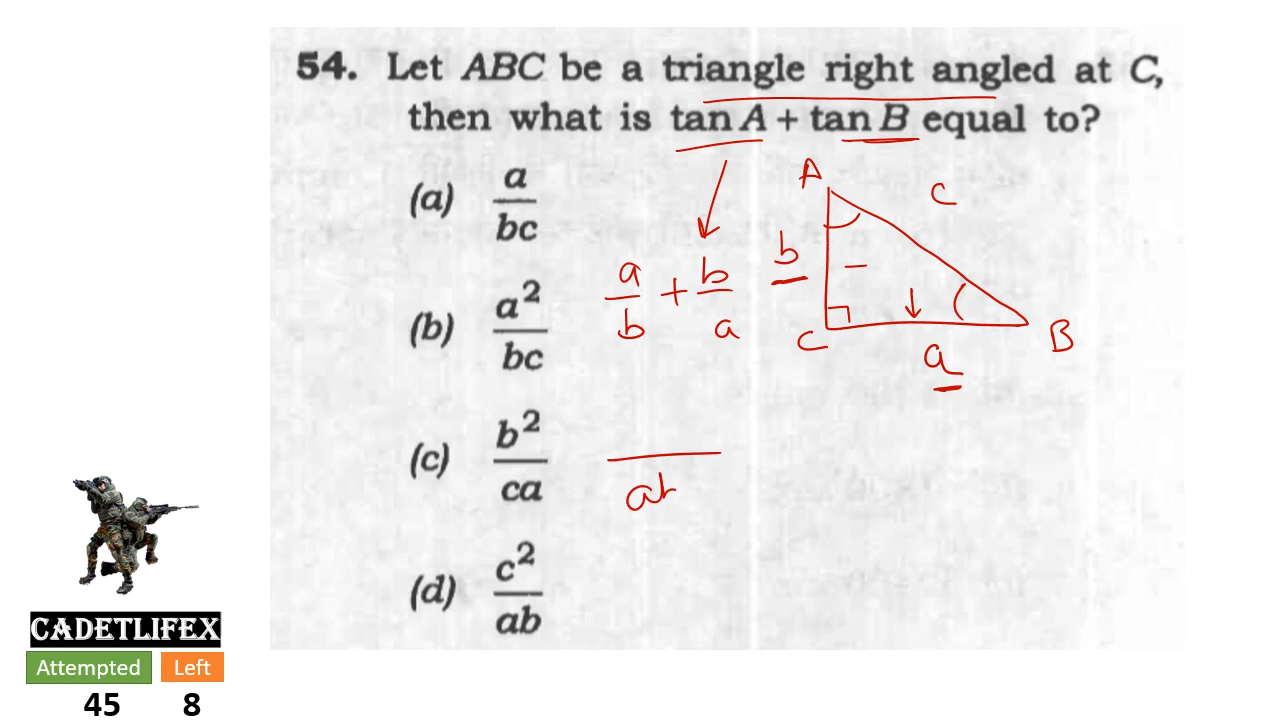 54. Let ABC be a triangle right angled at C,
then what is tan A + tan B equal to?
(a) a/bc
(b) a²/bc
(c) b²/ca
(d) c²/ab
a/b + b/a
A
c
b
C
B
a
ab
CADETLIFEX
Attempted Left
45 8